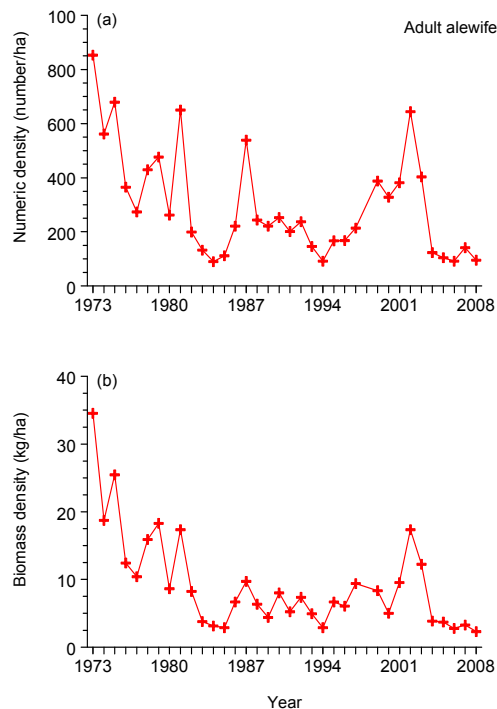 (a)
Adult alewife
Numeric density (number/ha)
100
800
600
400
200
0
1973 1980 1987 1994 2001 2008
(b)
Biomass density (kg/ha)
40
30
20
10
0
1973 1980 1987 1994 2001 2008
Year